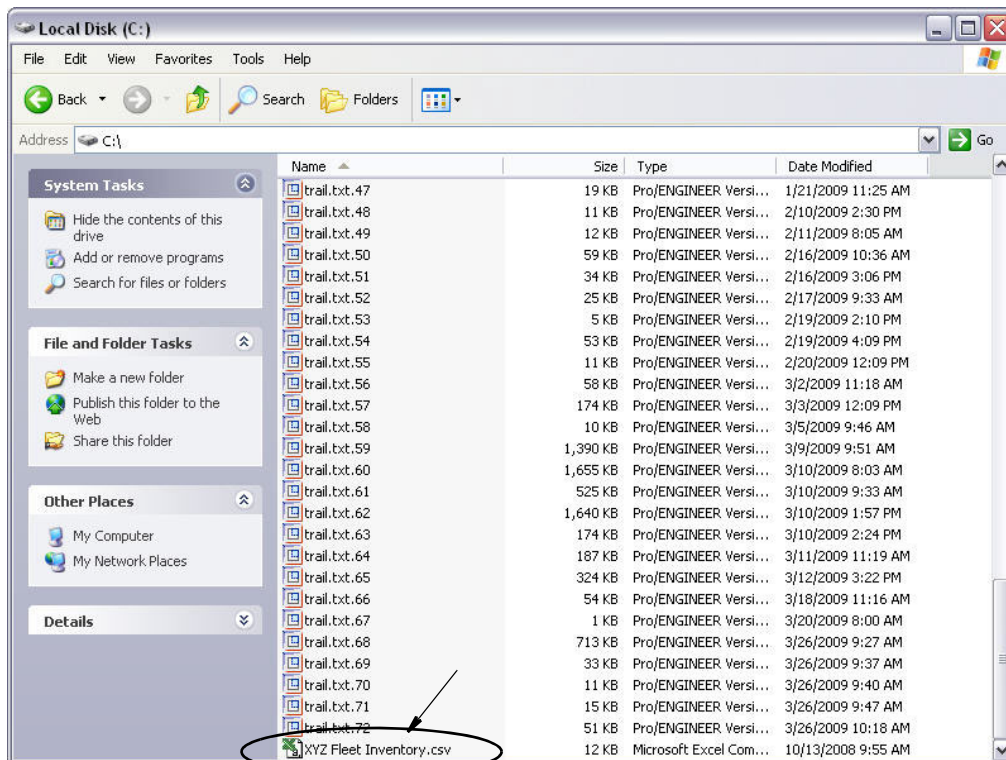 Local Disk (C:)
File Edit View Favorites Tools Help
Back Search Folders
Address C:\ Go
System Tasks
Hide the contents of this
drive
Add or remove programs
Search for files or folders
File and Folder Tasks
Make a new folder
Publish this folder to the
Web
Share this folder
Other Places
My Computer
My Network Places
Details
Name Size Type Date Modified
trail.txt.47 19 KB Pro/ENGINEER Versi... 1/21/2009 11:25 AM
trail.txt.48 11 KB Pro/ENGINEER Versi... 2/10/2009 2:30 PM
trail.txt.49 12 KB Pro/ENGINEER Versi... 2/11/2009 8:05 AM
trail.txt.50 59 KB Pro/ENGINEER Versi... 2/16/2009 10:36 AM
trail.txt.51 34 KB Pro/ENGINEER Versi... 2/16/2009 3:06 PM
trail.txt.52 25 KB Pro/ENGINEER Versi... 2/17/2009 9:33 AM
trail.txt.53 5 KB Pro/ENGINEER Versi... 2/19/2009 2:10 PM
trail.txt.54 53 KB Pro/ENGINEER Versi... 2/19/2009 4:09 PM
trail.txt.55 11 KB Pro/ENGINEER Versi... 2/20/2009 12:09 PM
trail.txt.56 58 KB Pro/ENGINEER Versi... 3/2/2009 11:18 AM
trail.txt.57 174 KB Pro/ENGINEER Versi... 3/3/2009 12:09 PM
trail.txt.58 10 KB Pro/ENGINEER Versi... 3/5/2009 9:46 AM
trail.txt.59 1,390 KB Pro/ENGINEER Versi... 3/9/2009 9:51 AM
trail.txt.60 1,655 KB Pro/ENGINEER Versi... 3/10/2009 8:03 AM
trail.txt.61 525 KB Pro/ENGINEER Versi... 3/10/2009 9:33 AM
trail.txt.62 1,640 KB Pro/ENGINEER Versi... 3/10/2009 1:57 PM
trail.txt.63 174 KB Pro/ENGINEER Versi... 3/10/2009 2:24 PM
trail.txt.64 187 KB Pro/ENGINEER Versi... 3/11/2009 11:19 AM
trail.txt.65 324 KB Pro/ENGINEER Versi... 3/12/2009 3:22 PM
trail.txt.66 54 KB Pro/ENGINEER Versi... 3/18/2009 11:16 AM
trail.txt.67 1 KB Pro/ENGINEER Versi... 3/20/2009 8:00 AM
trail.txt.68 713 KB Pro/ENGINEER Versi... 3/26/2009 9:27 AM
trail.txt.69 33 KB Pro/ENGINEER Versi... 3/26/2009 9:37 AM
trail.txt.70 11 KB Pro/ENGINEER Versi... 3/26/2009 9:40 AM
trail.txt.71 15 KB Pro/ENGINEER Versi... 3/26/2009 9:47 AM
trail.txt.72 51 KB Pro/ENGINEER Versi... 3/26/2009 10:18 AM
XYZ Fleet Inventory.csv 12 KB Microsoft Excel Com... 10/13/2008 9:55 AM